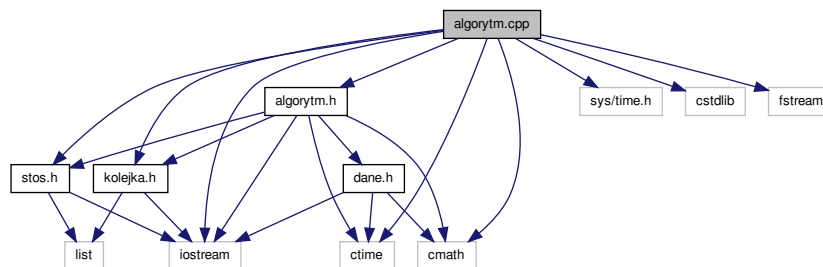 algorytm.cpp
algorytm.h
sys/time.h
cstdlib
fstream
stos.h
kolejka.h
dane.h
list
iostream
ctime
cmath